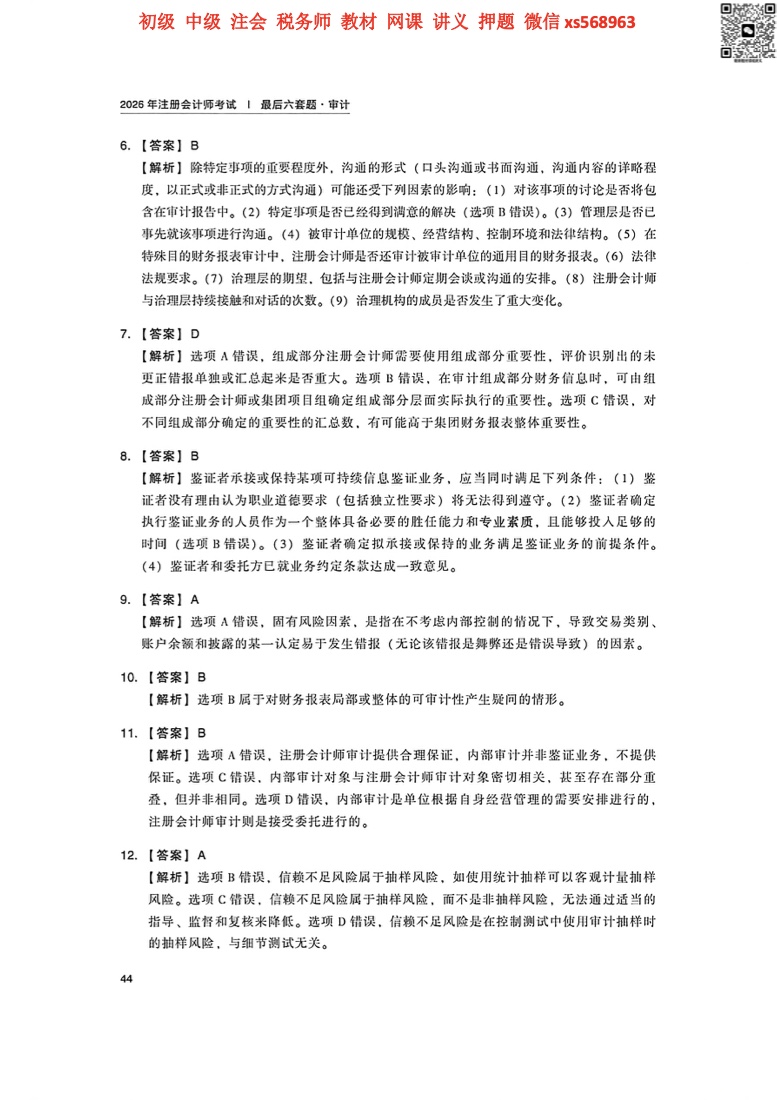 初级 中级 注会 税务师 教材 网课 讲义 押题 微信 xs568963
2026 年注册会计师考试 | 最后六套题·审计
6. 【答案】B
【解析】除特定事项的重要程度外，沟通的形式（口头沟通或书面沟通，沟通内容的详略程
度，以正式或非正式的方式沟通）可能还受下列因素的影响：（1）对该事项的讨论是否将包
含在审计报告中。（2）特定事项是否已经得到满意的解决（选项 B 错误）。（3）管理层是否已
事先就该事项进行沟通。（4）被审计单位的规模、经营结构、控制环境和法律结构。（5）在
特殊目的财务报表审计中，注册会计师是否还审计被审计单位的通用目的财务报表。（6）法律
法规要求。（7）治理层的期望，包括与注册会计师定期会谈或沟通的安排。（8）注册会计师
与治理层持续接触和对话的次数。（9）治理机构的成员是否发生了重大变化。
7. 【答案】D
【解析】选项 A 错误，组成部分注册会计师需要使用组成部分重要性，评价识别出的未
更正错报单独或汇总起来是否重大。选项 B 错误，在审计组成部分财务信息时，可由组
成部分注册会计师或集团项目组确定组成部分层面实际执行的重要性。选项 C 错误，对
不同组成部分确定的重要性的汇总数，有可能高于集团财务报表整体重要性。
8. 【答案】B
【解析】鉴证者承接或保持某项可持续信息鉴证业务，应当同时满足下列条件：（1）鉴
证者没有理由认为职业道德要求（包括独立性要求）将无法得到遵守。（2）鉴证者确定
执行鉴证业务的人员作为一个整体具备必要的胜任能力和专业素质，且能够投入足够的
时间（选项 B 错误）。（3）鉴证者确定拟承接或保持的业务满足鉴证业务的前提条件。
（4）鉴证者和委托方已就业务约定条款达成一致意见。
9. 【答案】A
【解析】选项 A 错误，固有风险因素，是指在不考虑内部控制的情况下，导致交易类别、
账户余额和披露的某一认定易于发生错报（无论该错报是舞弊还是错误导致）的因素。
10. 【答案】B
【解析】选项 B 属于对财务报表局部或整体的可审计性产生疑问的情形。
11. 【答案】B
【解析】选项 A 错误，注册会计师审计提供合理保证，内部审计并非鉴证业务，不提供
保证。选项 C 错误，内部审计对象与注册会计师审计对象密切相关，甚至存在部分重
叠，但并非相同。选项 D 错误，内部审计是单位根据自身经营管理的需要安排进行的，
注册会计师审计则是接受委托进行的。
12. 【答案】A
【解析】选项 B 错误，信赖不足风险属于抽样风险，如使用统计抽样可以客观计量抽样
风险。选项 C 错误，信赖不足风险属于抽样风险，而不是非抽样风险，无法通过适当的
指导、监督和复核来降低。选项 D 错误，信赖不足风险是在控制测试中使用审计抽样时
的抽样风险，与细节测试无关。
44